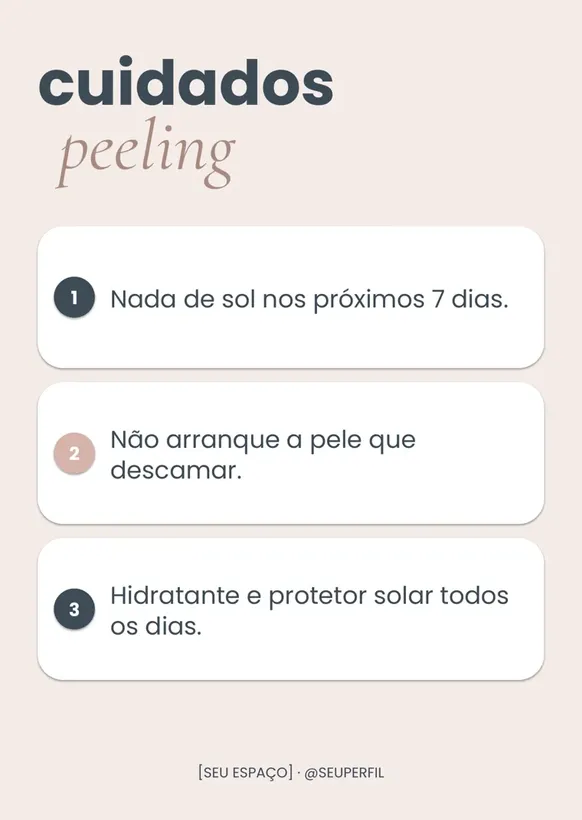 cuidados
peeling
1
Nada de sol nos próximos 7 dias.
2
Não arranque a pele que
descamar.
3
Hidratante e protetor solar todos
os dias.
[SEU ESPAÇO] · @SEUPERFIL